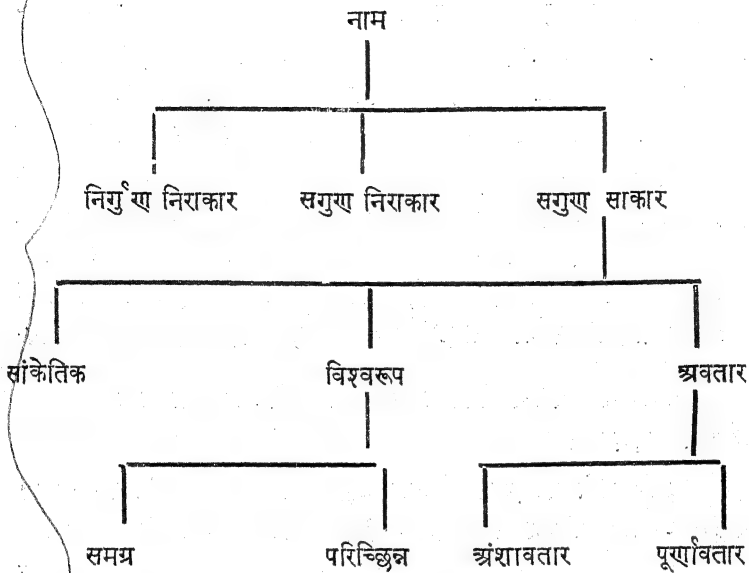 नाम
निर्गुण निराकार सगुण निराकार सगुण साकार
सांकेतिक विश्वरूप अवतार
समग्र परिच्छिन्न अंशावतार पूर्णावतार